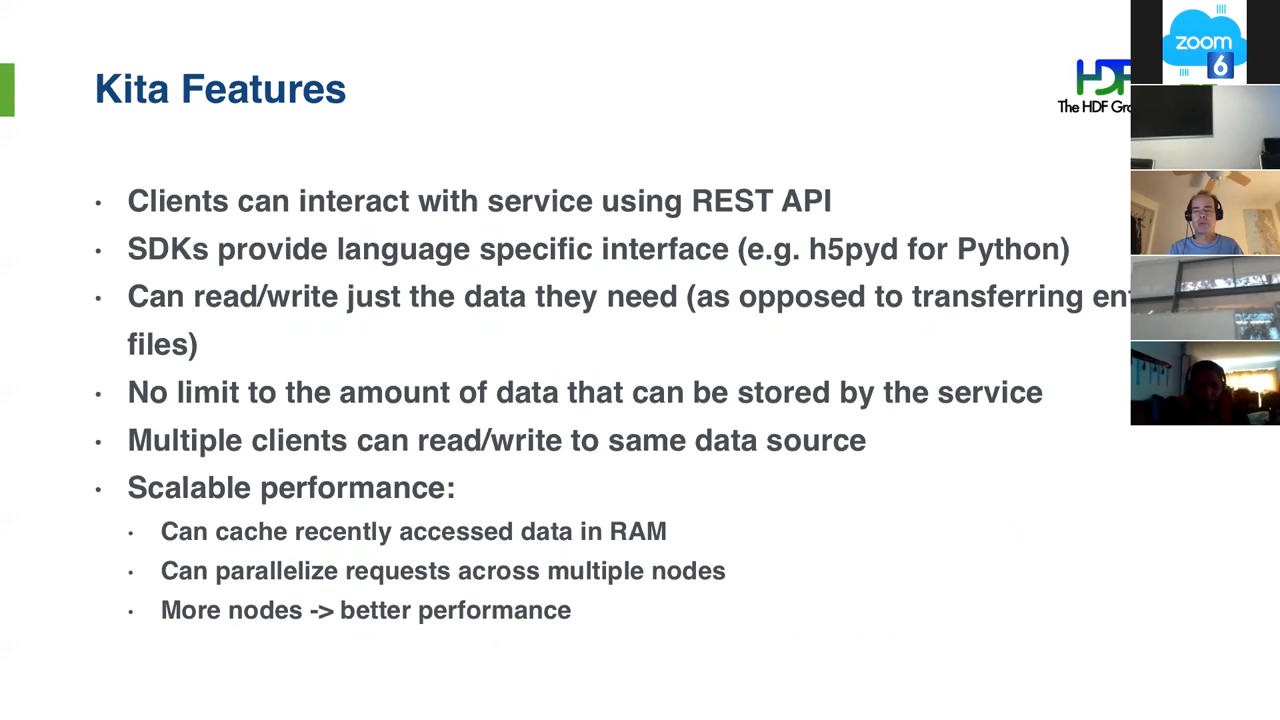 Kita Features
HDF
The HDF Gro
zoom
6
• Clients can interact with service using REST API
• SDKs provide language specific interface (e.g. h5pyd for Python)
• Can read/write just the data they need (as opposed to transferring en
files)
• No limit to the amount of data that can be stored by the service
• Multiple clients can read/write to same data source
• Scalable performance:
• Can cache recently accessed data in RAM
• Can parallelize requests across multiple nodes
• More nodes -> better performance